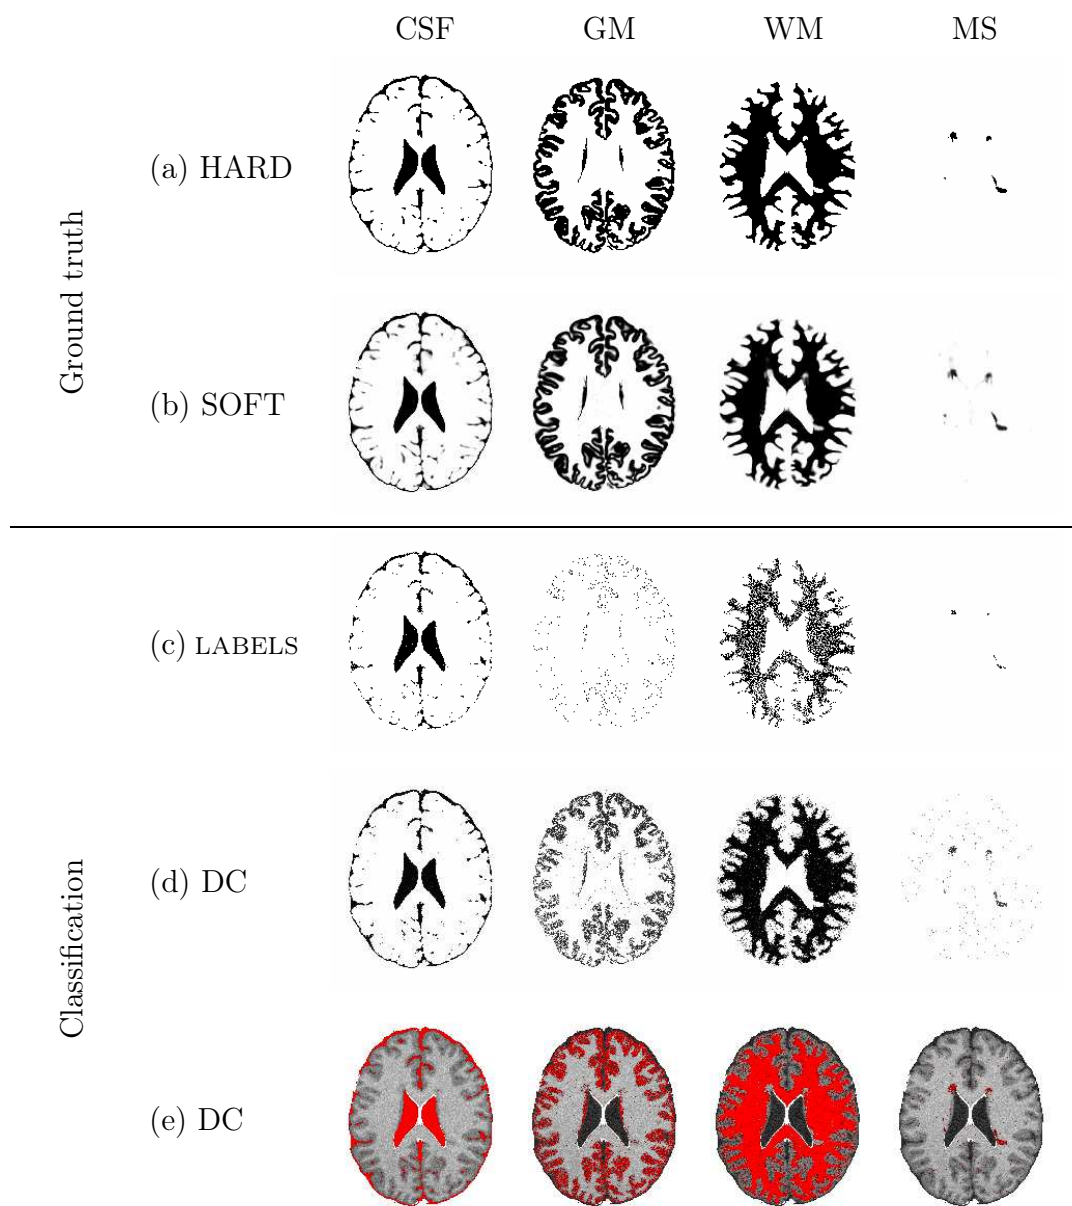 CSF GM WM MS
Ground truth
(a) HARD
(b) SOFT
Classification
(c) LABELS
(d) DC
(e) DC